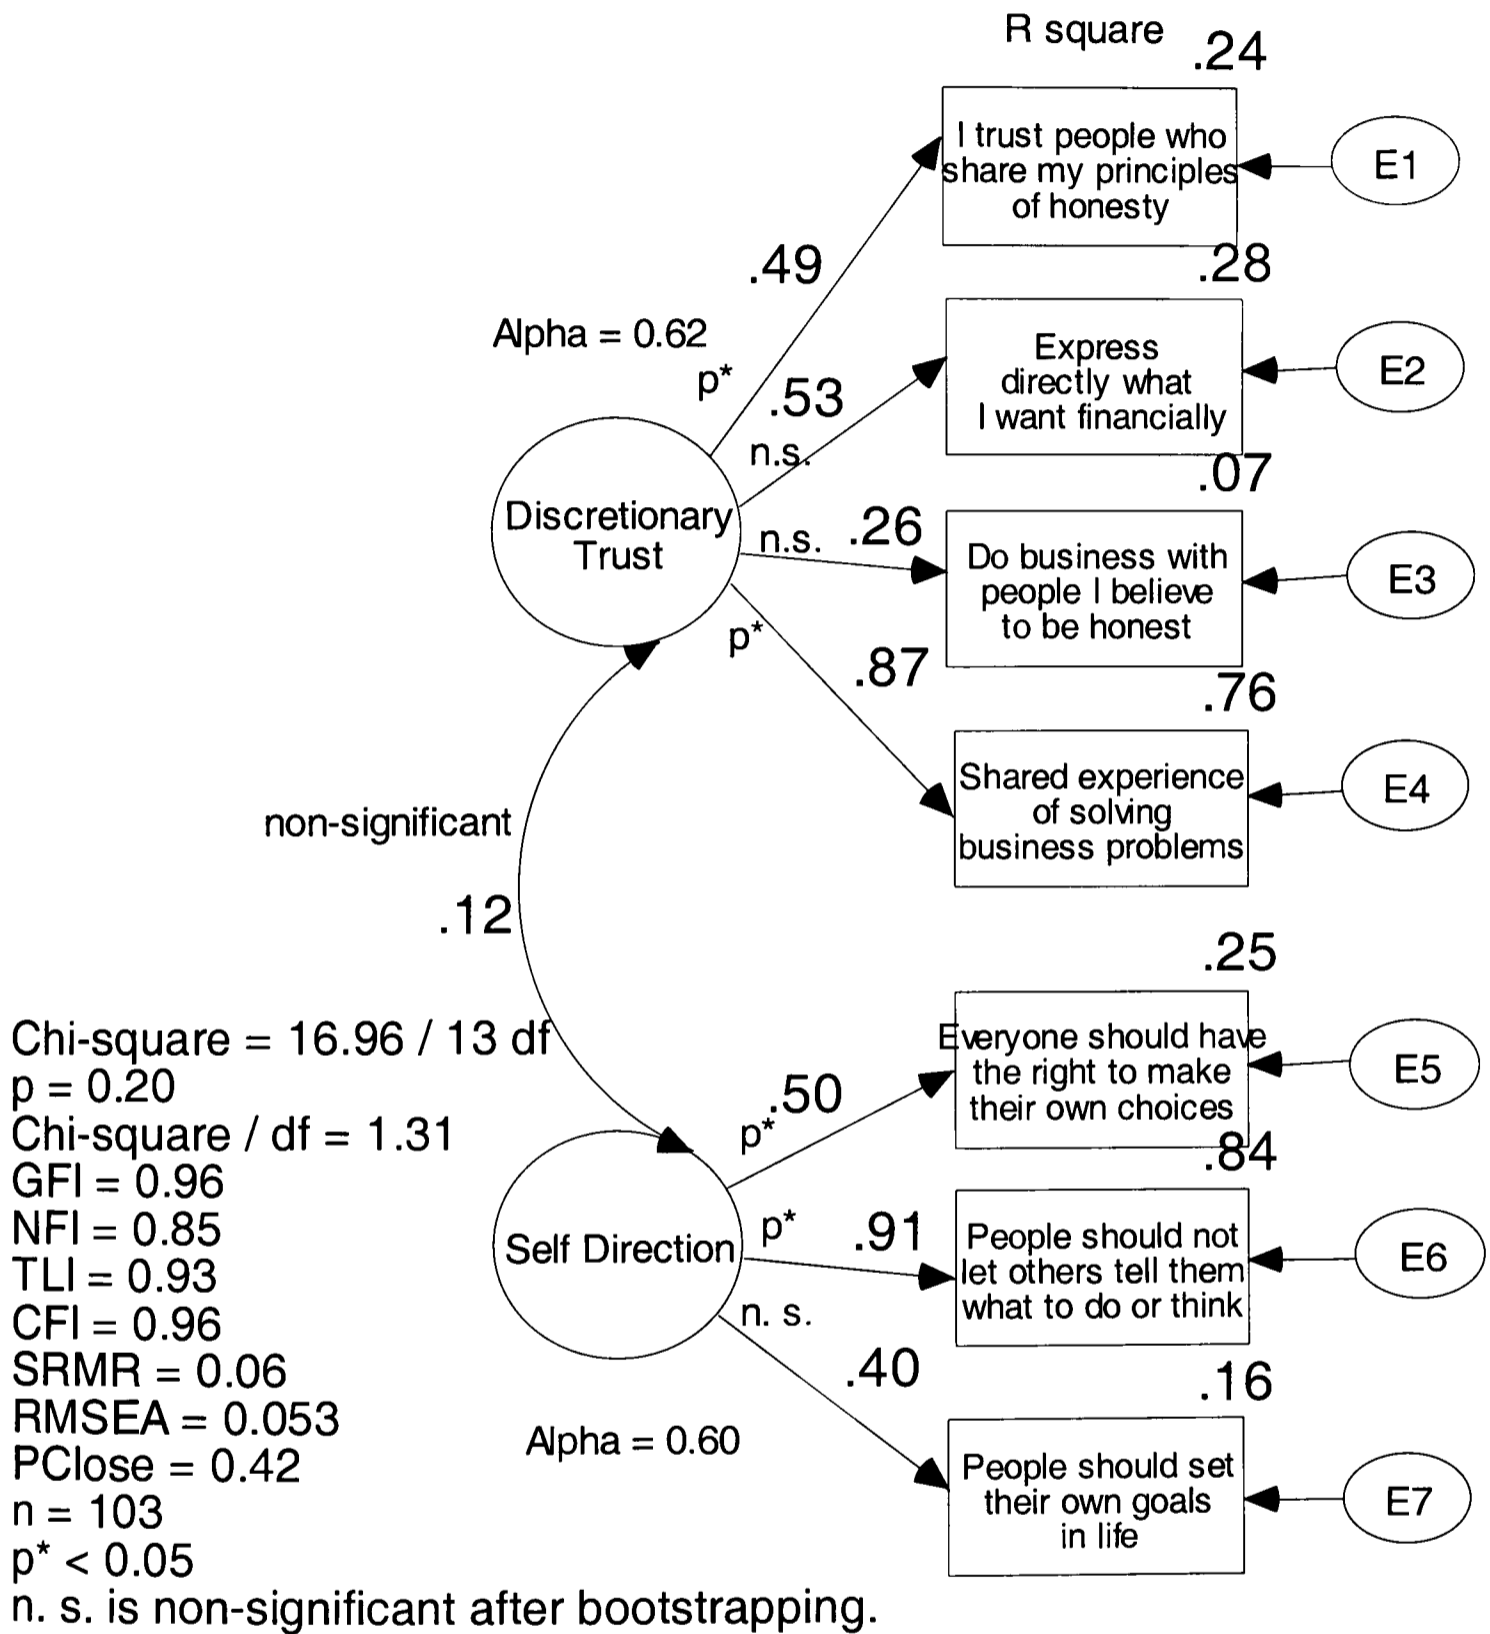 R square
.24
I trust people who
share my principles
of honesty
E1
.49
.28
Alpha = 0.62
p*
.53
Express
directly what
I want financially
E2
n.s.
.07
Discretionary
Trust
n.s.
.26
Do business with
people I believe
to be honest
E3
p*
.87
.76
Shared experience
of solving
business problems
E4
non-significant
.12
.25
Everyone should have
the right to make
their own choices
E5
.50
p*
.84
Self Direction
p*
.91
People should not
let others tell them
what to do or think
E6
n. s.
.40
.16
Alpha = 0.60
People should set
their own goals
in life
E7
Chi-square = 16.96 / 13 df
p = 0.20
Chi-square / df = 1.31
GFI = 0.96
NFI = 0.85
TLI = 0.93
CFI = 0.96
SRMR = 0.06
RMSEA = 0.053
PClose = 0.42
n = 103
p* < 0.05
n. s. is non-significant after bootstrapping.